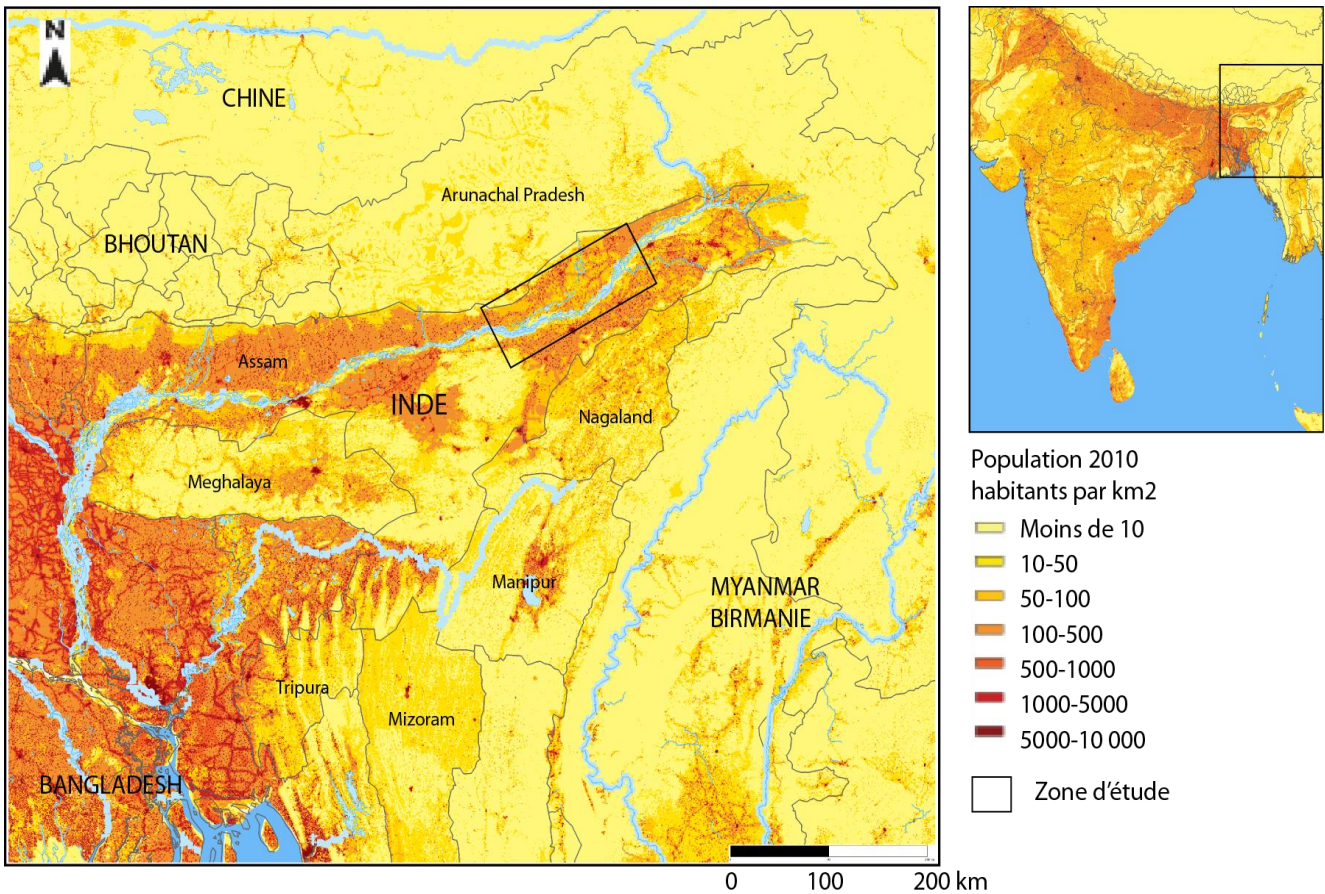 N
CHINE
Arunachal Pradesh
BHOUTAN
Assam
INDE
Nagaland
Meghalaya
Manipur
MYANMAR
BIRMANIE
Tripura
Mizoram
BANGLADESH
0 100 200 km
Population 2010
habitants par km2
Moins de 10
10-50
50-100
100-500
500-1000
1000-5000
5000-10 000
Zone d'étude